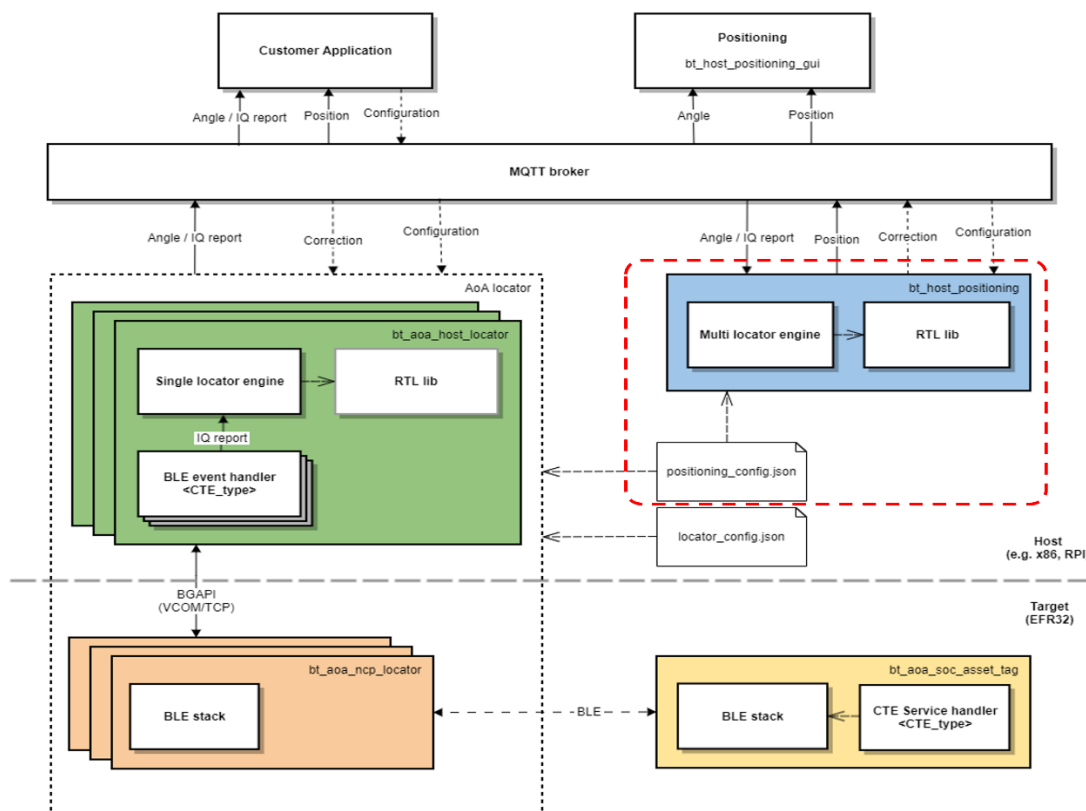 Customer Application
Positioning
bt_host_positioning_gui
Angle / IQ report
Position
Configuration
Angle
Position
MQTT broker
Angle / IQ report
Correction
Configuration
Angle / IQ report
Position
Correction
Configuration
AoA locator
bt_aoa_host_locator
Single locator engine
RTL lib
IQ report
BLE event handler
<CTE_type>
bt_host_positioning
Multi locator engine
RTL lib
positioning_config.json
locator_config.json
Host
(e.g. x86, RPI
BGAPI
(VCOM/TCP)
Target
(EFR32)
bt_aoa_ncp_locator
BLE stack
BLE
bt_aoa_soc_asset_tag
BLE stack
CTE Service handler
<CTE_type>